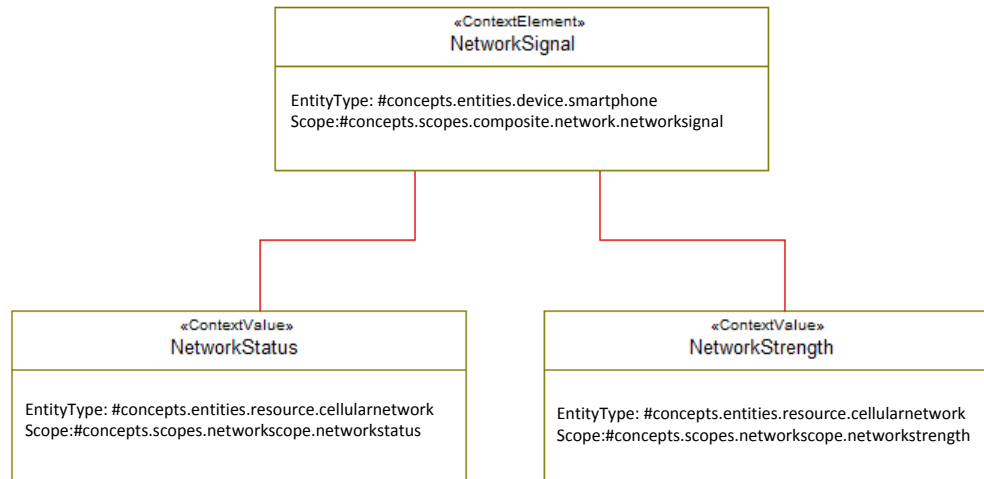 «ContextElement»
NetworkSignal
EntityType: #concepts.entities.device.smartphone
Scope:#concepts.scopes.composite.network.networksignal
«ContextValue»
NetworkStatus
EntityType: #concepts.entities.resource.cellularnetwork
Scope:#concepts.scopes.networkscope.networkstatus
«ContextValue»
NetworkStrength
EntityType: #concepts.entities.resource.cellularnetwork
Scope:#concepts.scopes.networkscope.networkstrength